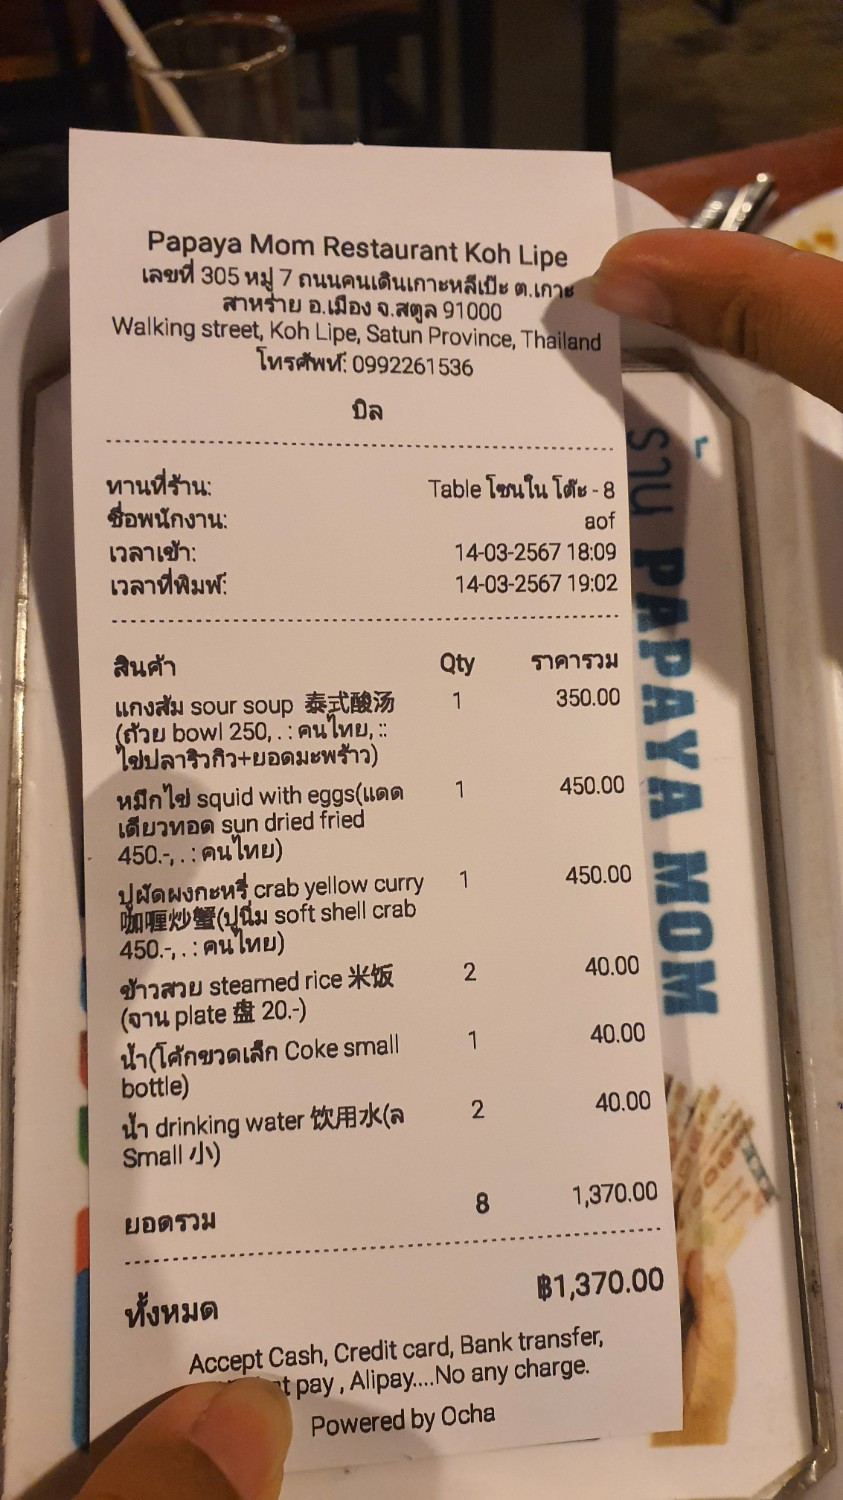 Papaya Mom Restaurant Koh Lipe
เลขที่ 305 หมู่ 7 ถนนคนเดินเกาะหลีเป๊ะ ต.เกาะ
สาหร่าย อ.เมือง จ.สตูล 91000
Walking street, Koh Lipe, Satun Province, Thailand
โทรศัพท์: 0992261536
บิล
ทานที่ร้าน: Table โซนใน โต๊ะ - 8
ชื่อพนักงาน: aof
เวลาเข้า: 14-03-2567 18:09
เวลาที่พิมพ์: 14-03-2567 19:02
สินค้า Qty ราคารวม
แกงส้ม sour soup 泰式酸汤 1 350.00
(ถ้วย bowl 250, . : คนไทย, ::
ไข่ปลาริวกิว+ยอดมะพร้าว)
หมึกไข่ squid with eggs(แดด 1 450.00
เดียวทอด sun dried fried
450.-, . : คนไทย)
ปูผัดผงกะหรี่ crab yellow curry 1 450.00
咖喱炒蟹(ปูนิ่ม soft shell crab
450.-, . : คนไทย)
ข้าวสวย steamed rice 米饭 2 40.00
(จาน plate 盘 20.-)
น้ำ(โค้กขวดเล็ก Coke small 1 40.00
bottle)
น้ำ drinking water 饮用水(ล 2 40.00
Small 小)
ยอดรวม 8 1,370.00
ทั้งหมด ฿1,370.00
Accept Cash, Credit card, Bank transfer,
pay , Alipay....No any charge.
Powered by Ocha
ร้าน PAPAYA MOM